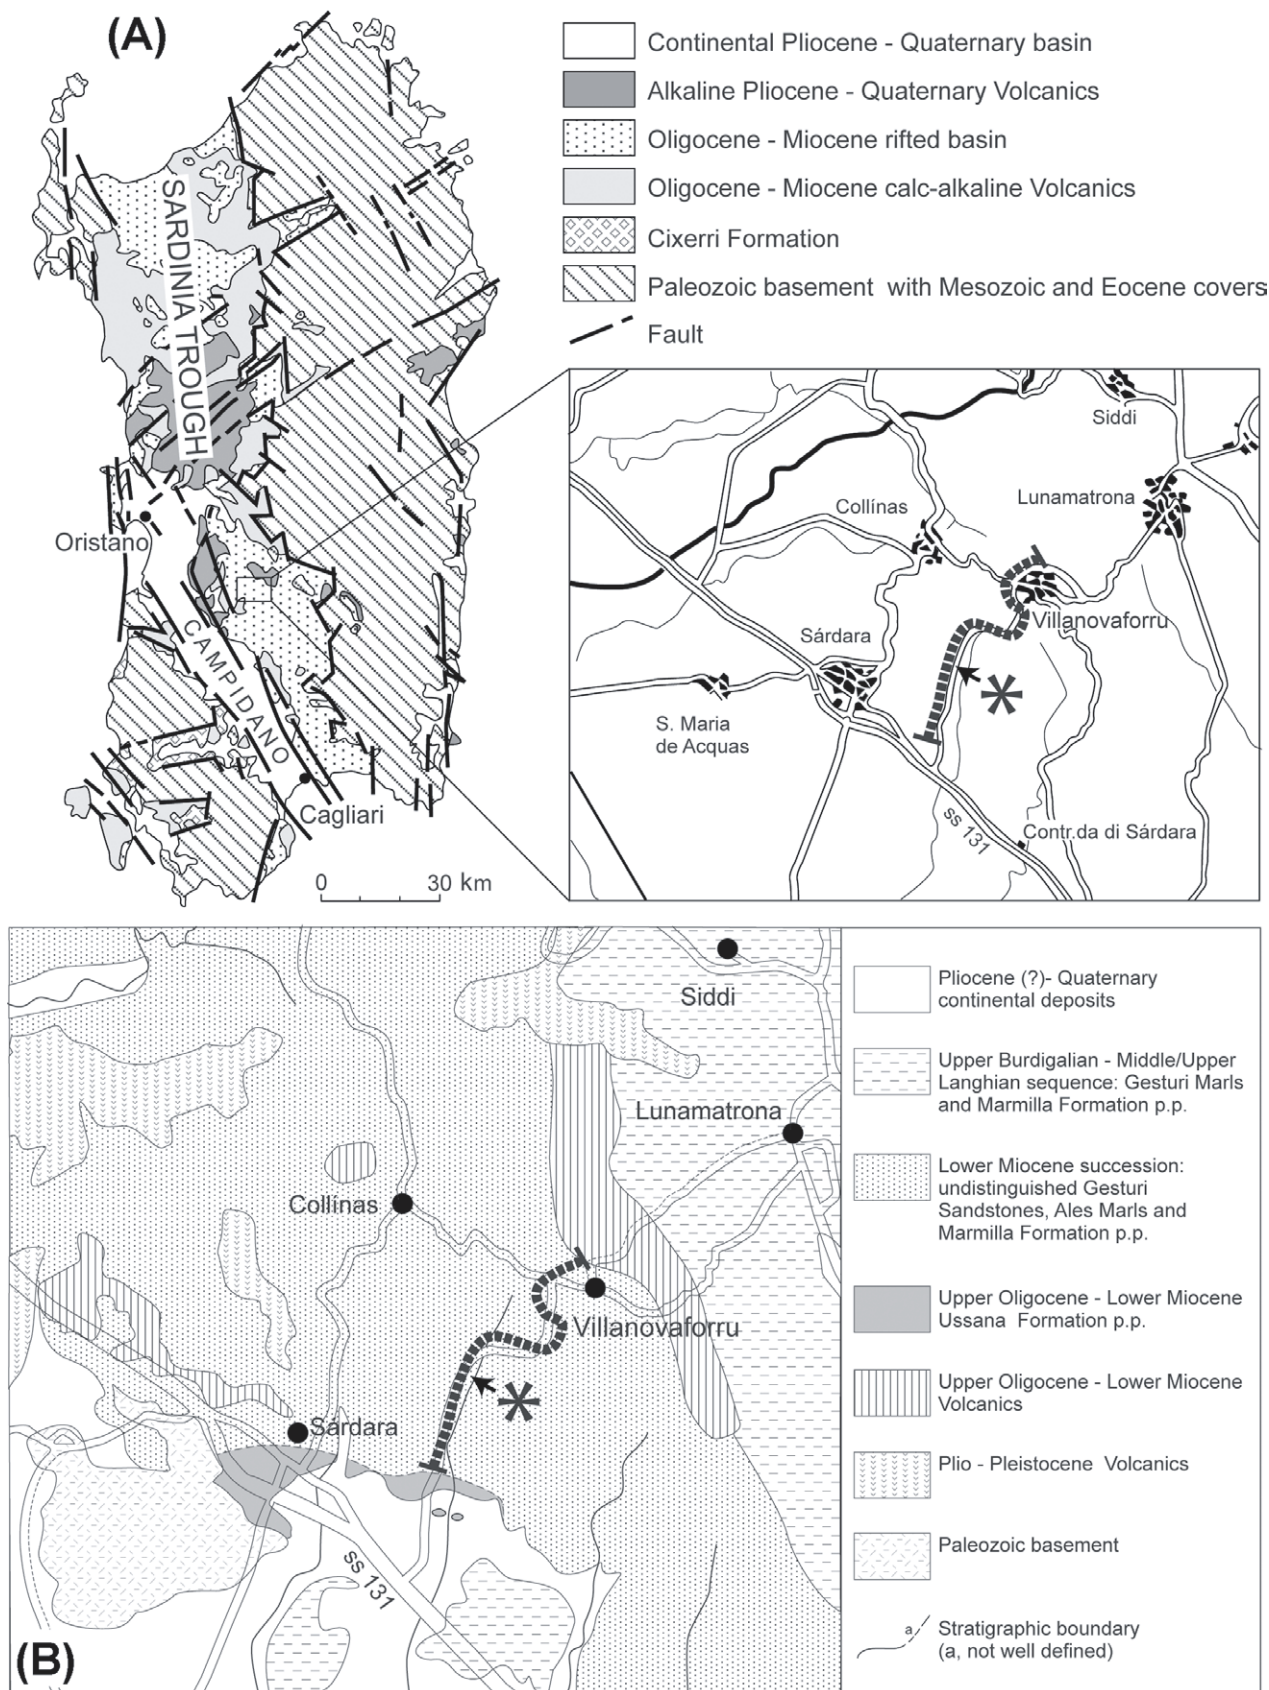 (A)
Continental Pliocene - Quaternary basin
Alkaline Pliocene - Quaternary Volcanics
Oligocene - Miocene rifted basin
Oligocene - Miocene calc-alkaline Volcanics
Cixerri Formation
Paleozoic basement with Mesozoic and Eocene covers
Fault
SARDINIA TROUGH
Oristano
CAMPIDANO
Cagliari
0 30 km
Siddi
Lunamatrona
Collínas
Villanovaforru
Sárdara
*
S. Maria
de Acquas
ss 131
Contr.da di Sárdara
Siddi
Lunamatrona
Collínas
Villanovaforru
*
Sárdara
ss 131
(B)
Pliocene (?)- Quaternary
continental deposits
Upper Burdigalian - Middle/Upper
Langhian sequence: Gesturi Marls
and Marmilla Formation p.p.
Lower Miocene succession:
undistinguished Gesturi
Sandstones, Ales Marls and
Marmilla Formation p.p.
Upper Oligocene - Lower Miocene
Ussana Formation p.p.
Upper Oligocene - Lower Miocene
Volcanics
Plio - Pleistocene Volcanics
Paleozoic basement
a
Stratigraphic boundary
(a, not well defined)